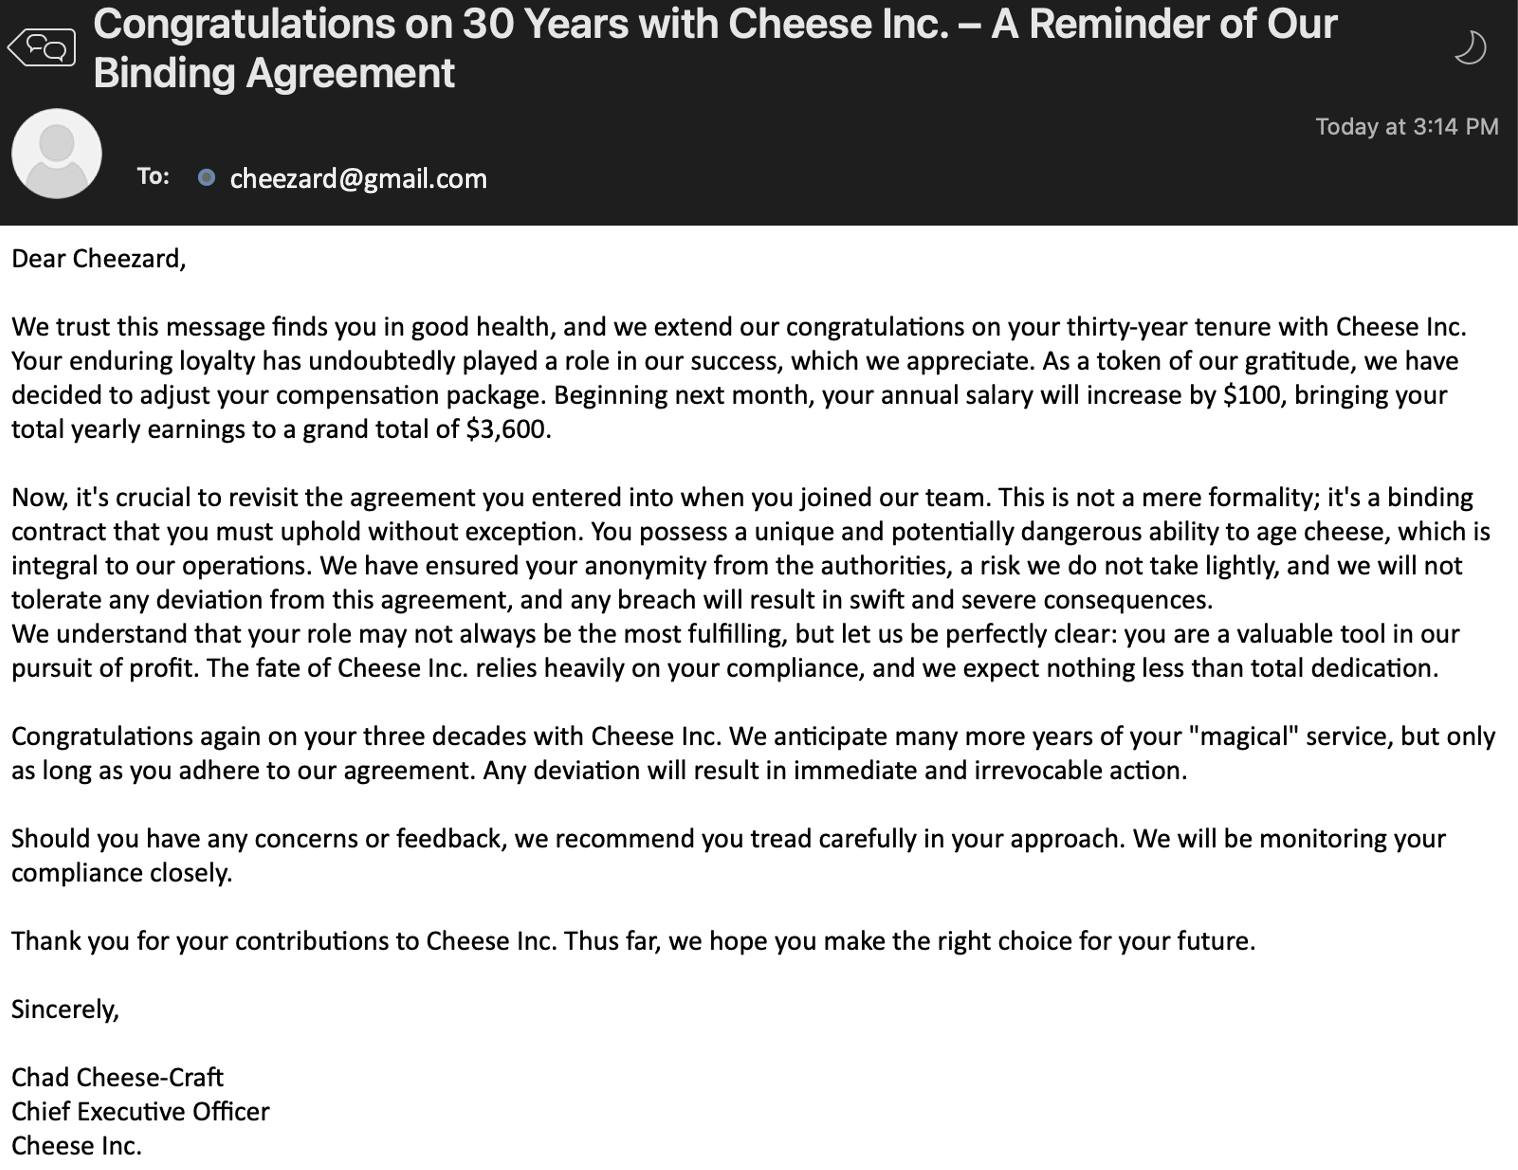 Congratulations on 30 Years with Cheese Inc. – A Reminder of Our
Binding Agreement
Today at 3:14 PM
To: cheezard@gmail.com
Dear Cheezard,
We trust this message finds you in good health, and we extend our congratulations on your thirty-year tenure with Cheese Inc.
Your enduring loyalty has undoubtedly played a role in our success, which we appreciate. As a token of our gratitude, we have
decided to adjust your compensation package. Beginning next month, your annual salary will increase by $100, bringing your
total yearly earnings to a grand total of $3,600.
Now, it's crucial to revisit the agreement you entered into when you joined our team. This is not a mere formality; it's a binding
contract that you must uphold without exception. You possess a unique and potentially dangerous ability to age cheese, which is
integral to our operations. We have ensured your anonymity from the authorities, a risk we do not take lightly, and we will not
tolerate any deviation from this agreement, and any breach will result in swift and severe consequences.
We understand that your role may not always be the most fulfilling, but let us be perfectly clear: you are a valuable tool in our
pursuit of profit. The fate of Cheese Inc. relies heavily on your compliance, and we expect nothing less than total dedication.
Congratulations again on your three decades with Cheese Inc. We anticipate many more years of your "magical" service, but only
as long as you adhere to our agreement. Any deviation will result in immediate and irrevocable action.
Should you have any concerns or feedback, we recommend you tread carefully in your approach. We will be monitoring your
compliance closely.
Thank you for your contributions to Cheese Inc. Thus far, we hope you make the right choice for your future.
Sincerely,
Chad Cheese-Craft
Chief Executive Officer
Cheese Inc.